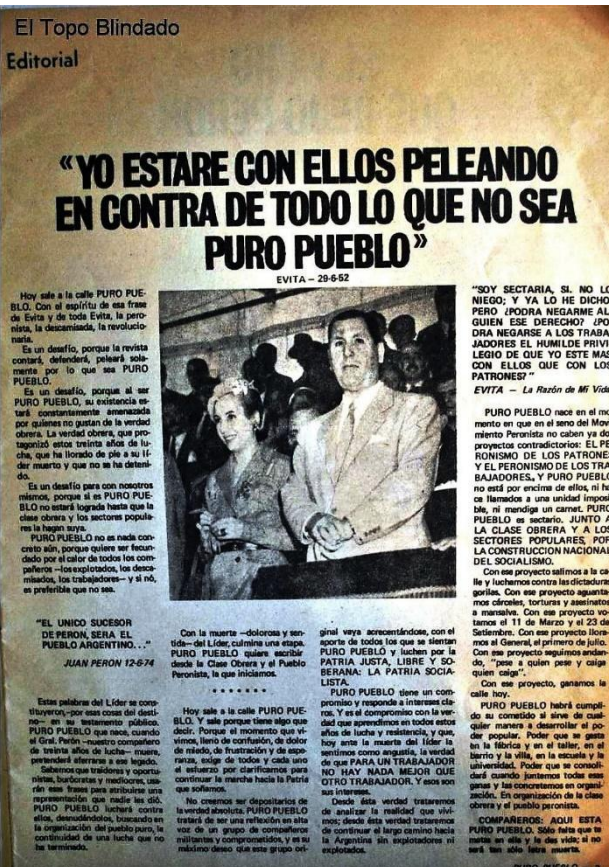 El Topo Blindado
Editorial
“YO ESTARE CON ELLOS PELEANDO
EN CONTRA DE TODO LO QUE NO SEA
PURO PUEBLO”
EVITA – 29-6-52
Hoy sale a la calle PURO PUE-
BLO. Con el espíritu de esa frase
de Evita y de toda Evita, la pero-
nista, la descamisada, la revolucio-
naria.
Es un desafío, porque la revista
contará, defenderá, peleará sola-
mente por lo que sea PURO
PUEBLO.
Es un desafío, porque al ser
PURO PUEBLO, su existencia es-
tará constantemente amenazada
por quienes no gustan de la verdad
obrera. La verdad obrera, que pro-
tagonizó estos treinta años de lu-
cha, que ha llorado de pie a su lí-
der muerto y que no se ha deteni-
do.
Es un desafío para con nosotros
mismos, porque si es PURO PUE-
BLO no estará lograda hasta que la
clase obrera y los sectores popula-
res la hagan suya.
PURO PUEBLO no es nada con-
creto aún, porque quiere ser fecun-
dado por el calor de todos los com-
pañeros –los explotados, los desca-
misados, los trabajadores– y si nó,
es preferible que no sea.
"EL UNICO SUCESOR
DE PERON, SERA EL
PUEBLO ARGENTINO..."
JUAN PERON 12-6-74
Estas palabras del Líder se cons-
tituyeron,–por esas cosas del desti-
no– en su testamento público.
PURO PUEBLO que nace, cuando
el Gral. Perón –nuestro compañero
de treinta años de lucha– muere,
pretenderá aferrarse a ese legado.
Sabemos que traidores y oportu-
nistas, burócratas y mediocres, usa-
rán esas frases para atribuirse una
representación que nadie les dió.
PURO PUEBLO luchará contra
ellos, desnudándolos, buscando en
la organización del pueblo puro, la
continuidad de una lucha que no
ha terminado.
Con la muerte –dolorosa y sen-
tida– del Líder, culmina una etapa.
PURO PUEBLO quiere escribir
desde la Clase Obrera y el Pueblo
Peronista, la que iniciamos.
Hoy sale a la calle PURO PUE-
BLO. Y sale porque tiene algo que
decir. Porque el momento que vi-
vimos, lleno de confusión, de dolor
de miedo, de frustración y de espe-
ranza, exige de todos y cada uno
el esfuerzo por clarificarnos para
continuar la marcha hacia la Patria
que soñamos.
No creemos ser depositarios de
la verdad absoluta. PURO PUEBLO
tratará de ser una reflexión en alta
voz de un grupo de compañeros
militantes y comprometidos, y es su
máximo deseo que este grupo ori-
ginal vaya acrecentándose, con el
aporte de todos los que se sientan
PURO PUEBLO y luchen por la
PATRIA JUSTA, LIBRE Y SO-
BERANA: LA PATRIA SOCIA-
LISTA.
PURO PUEBLO tiene un com-
promiso y responde a intereses cla-
ros. Y es el compromiso con la ver-
dad que aprendimos en todos estos
años de lucha y resistencia, y que,
hoy ante la muerte del líder la
sentimos como angustia, la verdad
de que PARA UN TRABAJADOR
NO HAY NADA MEJOR QUE
OTRO TRABAJADOR. Y esos son
sus intereses.
Desde ésta verdad trataremos
de analizar la realidad que vivi-
mos; desde ésta verdad trataremos
de continuar el largo camino hacia
la Argentina sin explotadores ni
explotados.
"SOY SECTARIA, SI. NO LO
NIEGO; Y YA LO HE DICHO.
PERO ¿PODRA NEGARME AL
GUIEN ESE DERECHO? ¿PO
DRA NEGARSE A LOS TRABA
JADORES EL HUMILDE PRIVI
LEGIO DE QUE YO ESTE MAS
CON ELLOS QUE CON LOS
PATRONES?"
EVITA – La Razón de Mi Vida
PURO PUEBLO nace en el mo
mento en que en el seno del Movi
miento Peronista no caben ya dos
proyectos contradictorios: EL PE
RONISMO DE LOS PATRONES
Y EL PERONISMO DE LOS TRA
BAJADORES. Y PURO PUEBLO
no está por encima de ellos, ni ha
ce llamados a una unidad imposi
ble, ni mendiga un carnet. PURO
PUEBLO es sectario. JUNTO A
LA CLASE OBRERA Y A LOS
SECTORES POPULARES, POR
LA CONSTRUCCION NACIONAL
DEL SOCIALISMO.
Con ese proyecto salimos a la ca
lle y luchamos contra las dictaduras
gorilas. Con ese proyecto aguanta
mos cárceles, torturas y asesinatos
a mansalva. Con ese proyecto vo-
tamos el 11 de Marzo y el 23 de
Setiembre. Con ese proyecto llora-
mos al General, el primero de julio.
Con ese proyecto seguimos andan-
do, "pese a quien pese y caiga
quien caiga".
Con ese proyecto, ganamos la
calle hoy.
PURO PUEBLO habrá cumpli-
do su cometido si sirve de cual-
quier manera a desarrollar el po-
der popular. Poder que se gesta
en la fábrica y en el taller, en el
barrio y la villa, en la escuela y la
universidad. Poder que se consoli-
dará cuando juntemos todas esas
ganas y las concretemos en organi-
zación. En organización de la clase
obrera y el pueblo peronista.
COMPAÑEROS: AQUI ESTA
PURO PUEBLO. Sólo falta que te
metas en ella y le des vida; si no
será tan sólo letra muerta.
PURO PUEBLO